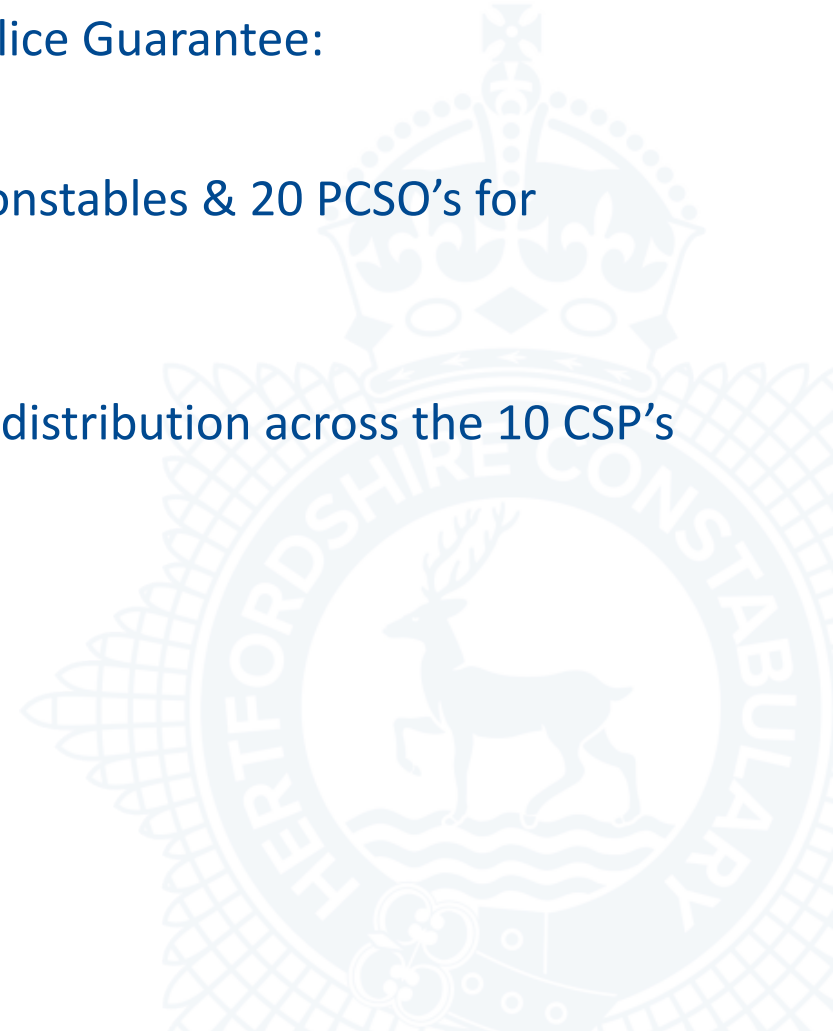 lice Guarantee:
onstables & 20 PCSO’s for
distribution across the 10 CSP’s
HERTFORDSHIRE CONSTABULARY